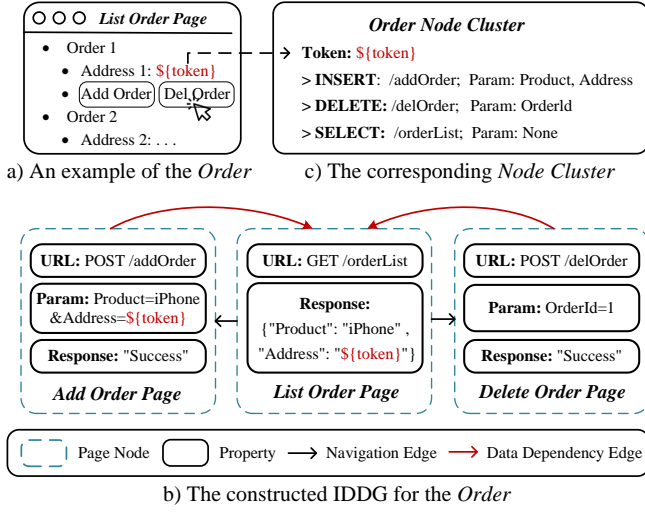 List Order Page
• Order 1
• Address 1: ${token}
• Add Order Del Order
• Order 2
• Address 2: . . .
a) An example of the Order
Order Node Cluster
Token: ${token}
> INSERT: /addOrder; Param: Product, Address
> DELETE: /delOrder; Param: OrderId
> SELECT: /orderList; Param: None
c) The corresponding Node Cluster
URL: POST /addOrder
Param: Product=iPhone
&Address=${token}
Response: "Success"
Add Order Page
URL: GET /orderList
Response:
{"Product": "iPhone" ,
"Address": "${token}"}
List Order Page
URL: POST /delOrder
Param: OrderId=1
Response: "Success"
Delete Order Page
Page Node Property Navigation Edge Data Dependency Edge
b) The constructed IDDG for the Order